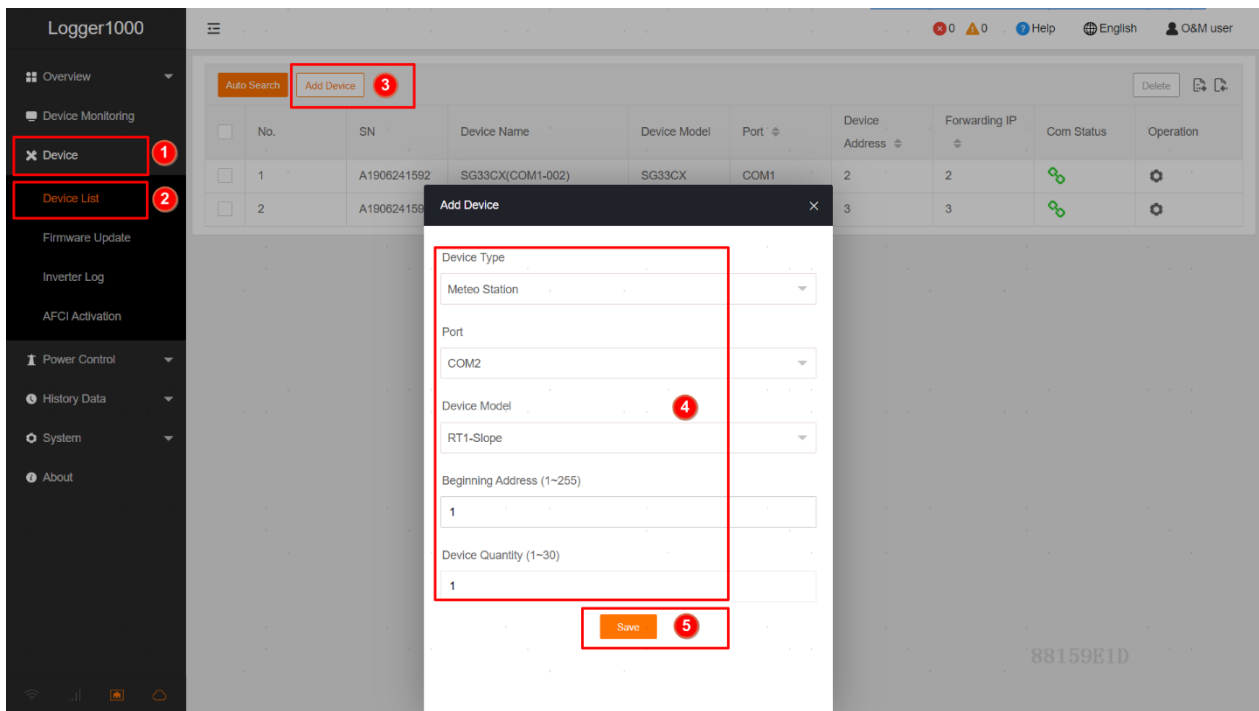 Logger1000
0 0 Help English O&M user
Overview
Device Monitoring
1
Device
2
Device List
Firmware Update
Inverter Log
AFCI Activation
Power Control
History Data
System
About
Auto Search Add Device 3 Delete
No. SN Device Name Device Model Port Device Address Forwarding IP Com Status Operation
1 A1906241592 SG33CX(COM1-002) SG33CX COM1 2 2
2 A190624159 3 3
Add Device
Device Type
Meteo Station
Port
COM2
Device Model
4
RT1-Slope
Beginning Address (1~255)
1
Device Quantity (1~30)
1
Save 5
88159E1D